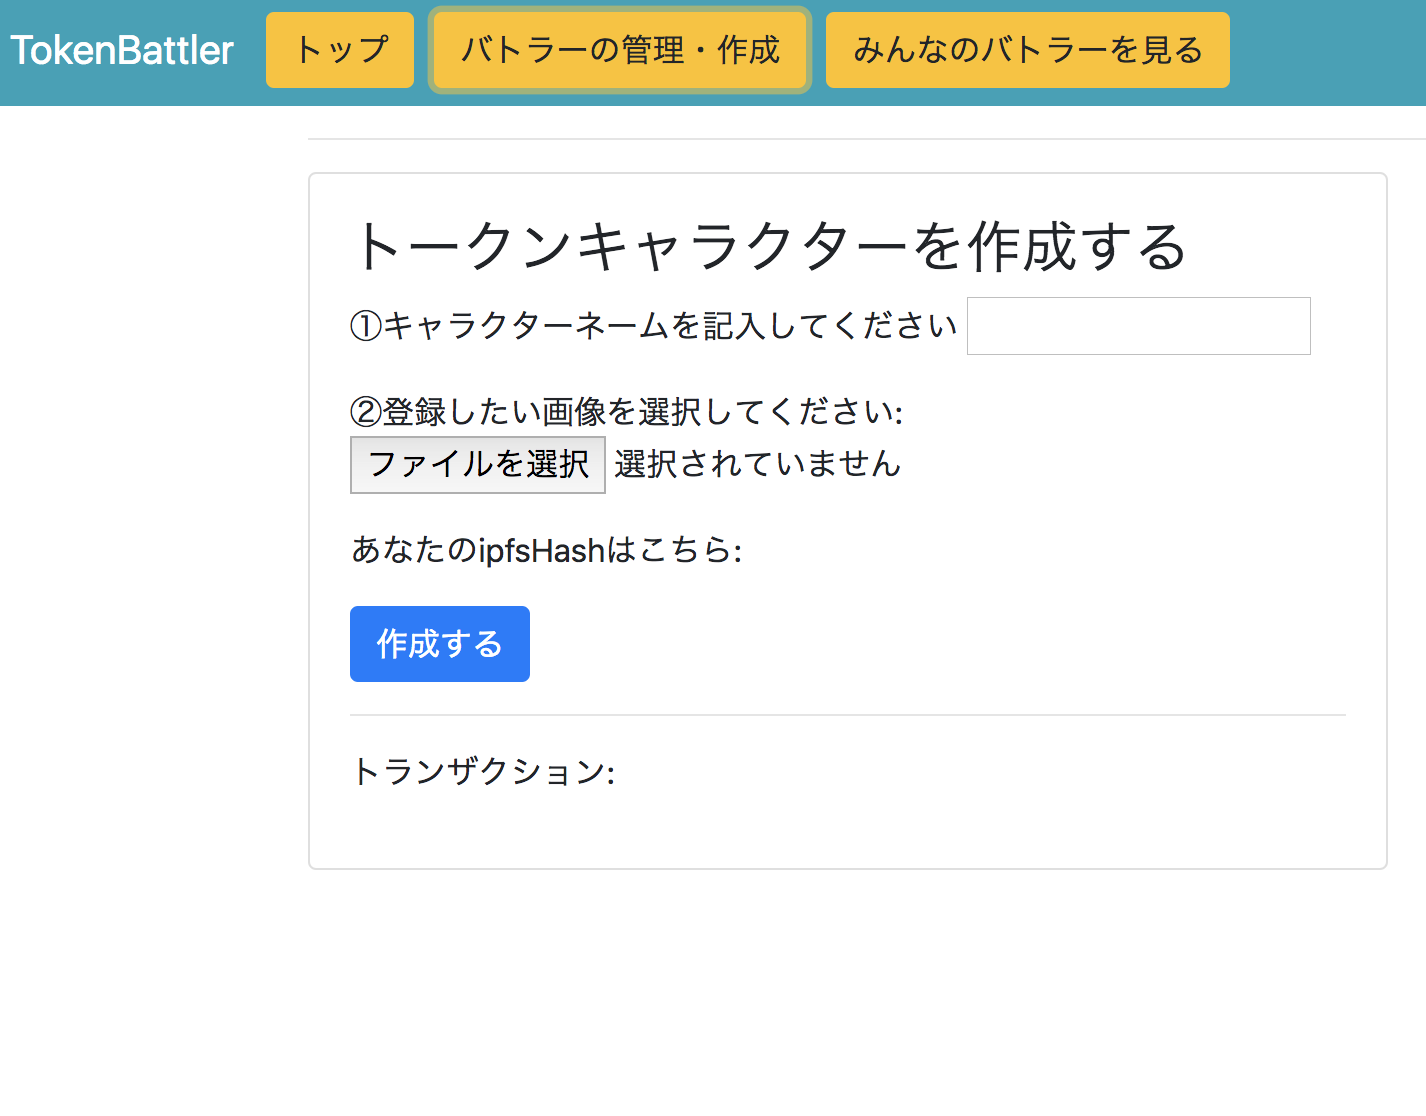 TokenBattler トップ バトラーの管理・作成 みんなのバトラーを見る
トークンキャラクターを作成する
①キャラクターネームを記入してください
②登録したい画像を選択してください:
ファイルを選択 選択されていません
あなたのipfsHashはこちら:
作成する
トランザクション: